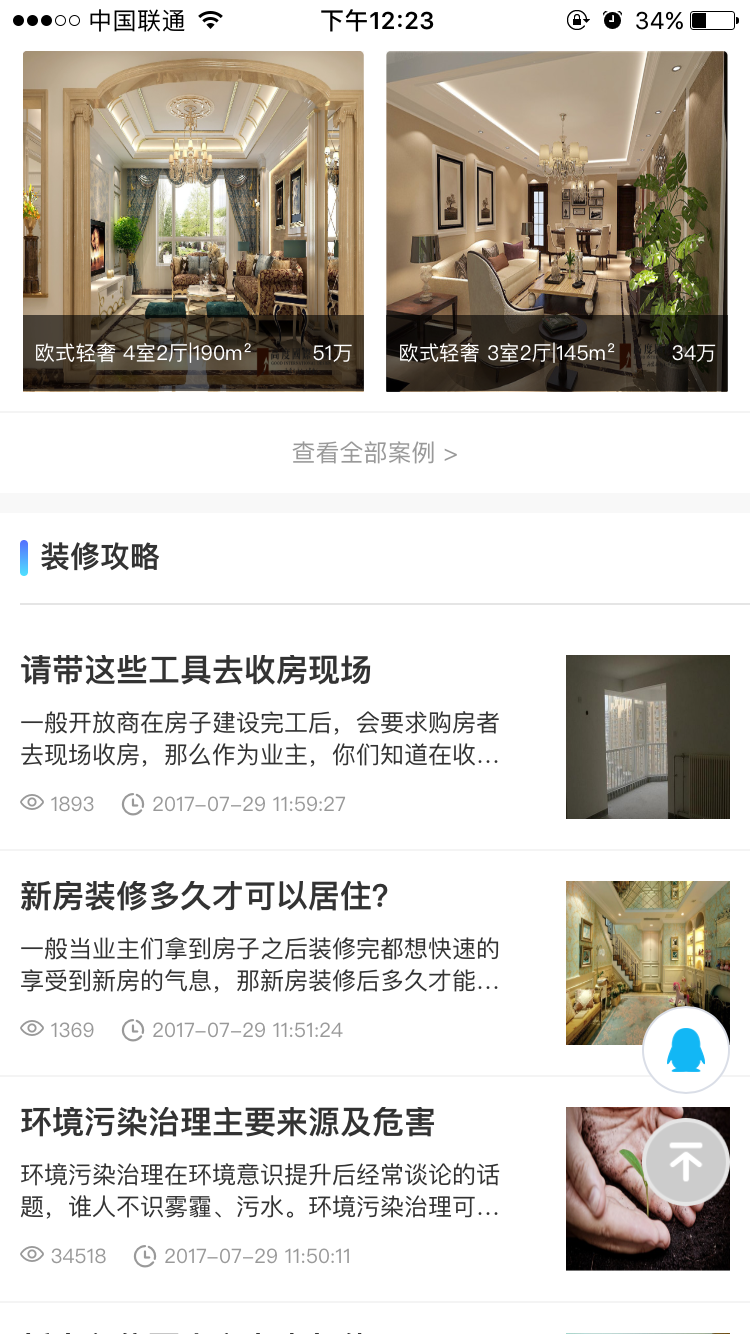 中国联通 下午12:23 34%
欧式轻奢 4室2厅|190m² 51万
欧式轻奢 3室2厅|145m² 34万
查看全部案例 >
装修攻略
请带这些工具去收房现场
一般开放商在房子建设完工后，会要求购房者
去现场收房，那么作为业主，你们知道在收...
1893 2017-07-29 11:59:27
新房装修多久才可以居住?
一般当业主们拿到房子之后装修完都想快速的
享受到新房的气息，那新房装修后多久才能...
1369 2017-07-29 11:51:24
环境污染治理主要来源及危害
环境污染治理在环境意识提升后经常谈论的话
题，谁人不识雾霾、污水。环境污染治理可...
34518 2017-07-29 11:50:11